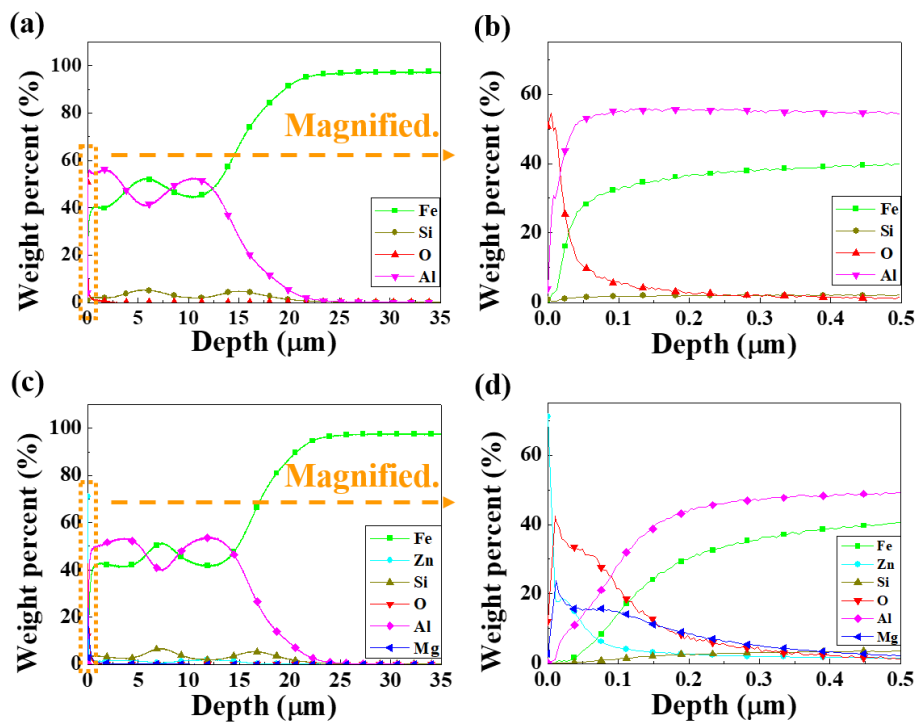 (a)
Weight percent (%)
100
80
60
40
20
0
Magnified.
Fe
Si
O
Al
0 5 10 15 20 25 30 35
Depth (μm)
(b)
Weight percent (%)
60
40
20
0
Fe
Si
O
Al
0.0 0.1 0.2 0.3 0.4 0.5
Depth (μm)
(c)
Weight percent (%)
100
80
60
40
20
0
Magnified.
Fe
Zn
Si
O
Al
Mg
0 5 10 15 20 25 30 35
Depth (μm)
(d)
Weight percent (%)
60
40
20
0
Fe
Zn
Si
O
Al
Mg
0.0 0.1 0.2 0.3 0.4 0.5
Depth (μm)